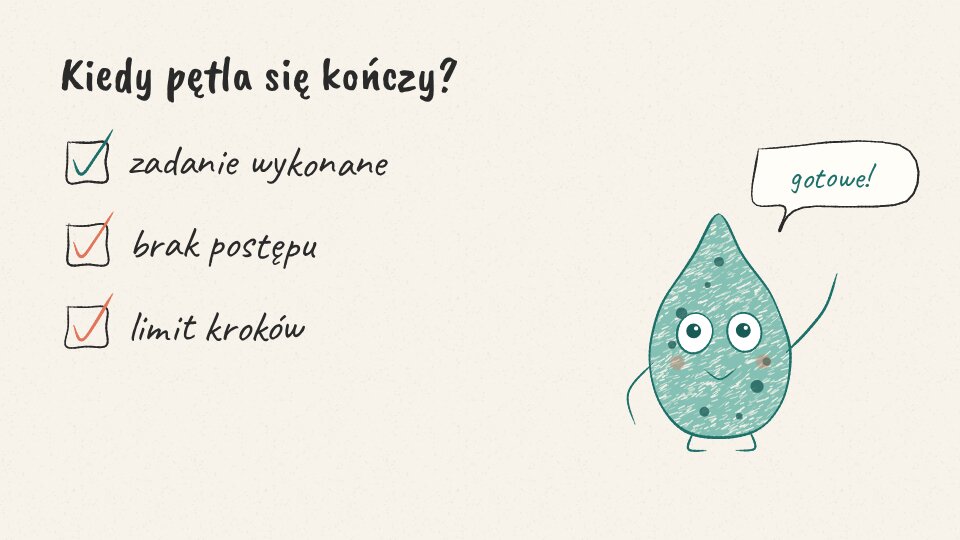 Kiedy pętla się kończy?
zadanie wykonane
brak postępu
limit kroków
gotowe!